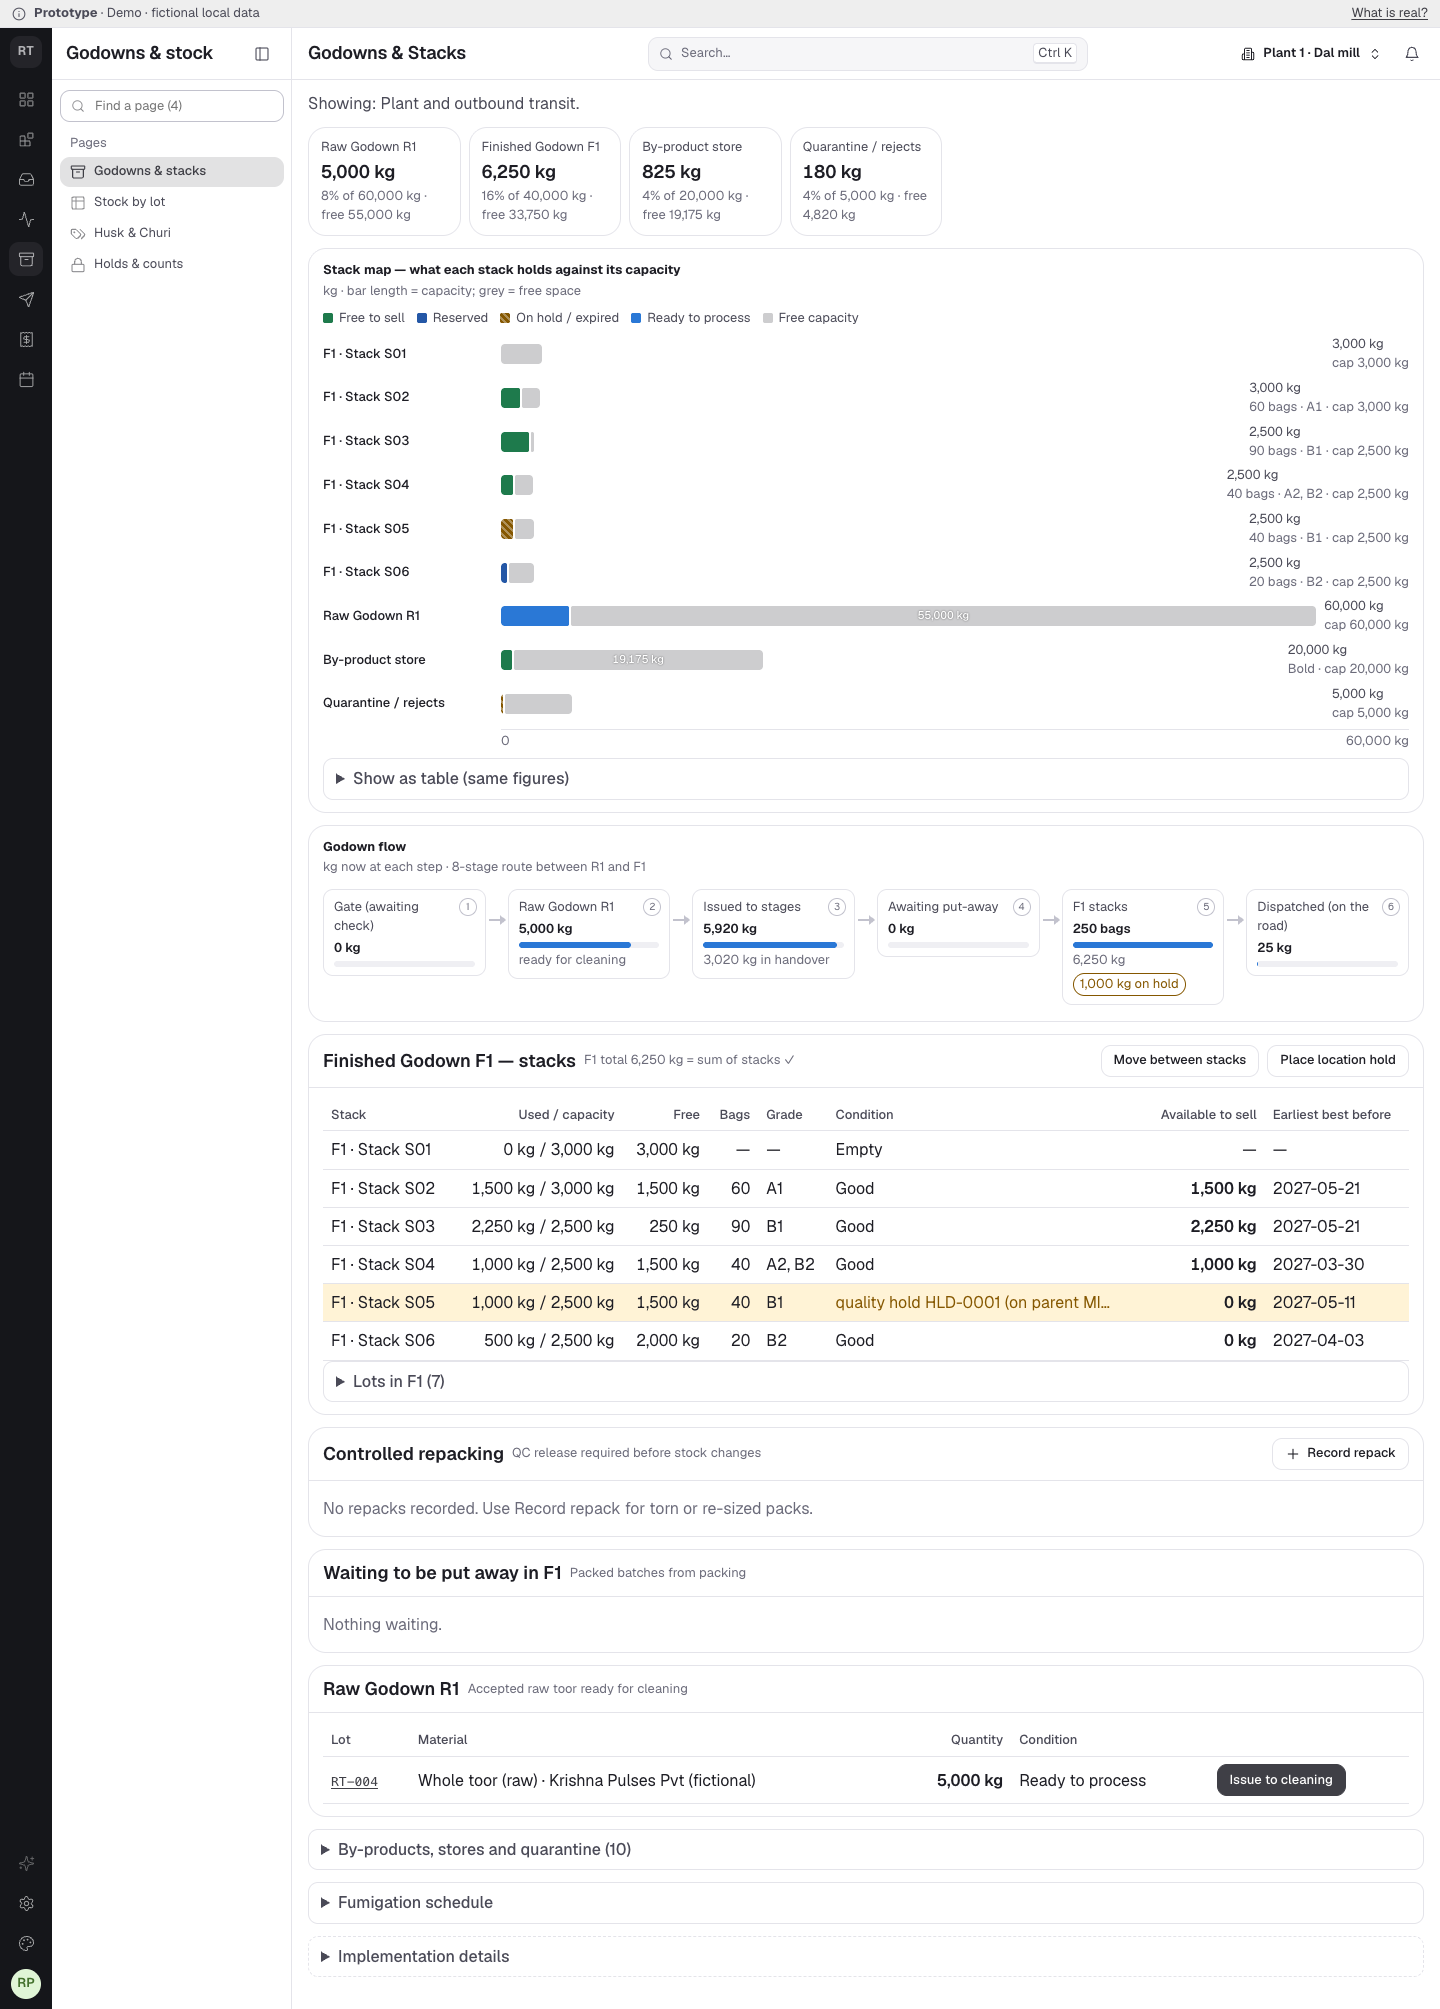 Prototype · Demo · fictional local data
What is real?
RT
Godowns & stock
Godowns & Stacks
Search...
Ctrl K
Plant 1 · Dal mill
Find a page (4)
Pages
Godowns & stacks
Stock by lot
Husk & Churi
Holds & counts
Showing: Plant and outbound transit.
Raw Godown R1
5,000 kg
8% of 60,000 kg ·
free 55,000 kg
Finished Godown F1
6,250 kg
16% of 40,000 kg ·
free 33,750 kg
By-product store
825 kg
4% of 20,000 kg ·
free 19,175 kg
Quarantine / rejects
180 kg
4% of 5,000 kg · free
4,820 kg
Stack map — what each stack holds against its capacity
kg · bar length = capacity; grey = free space
Free to sell
Reserved
On hold / expired
Ready to process
Free capacity
F1 · Stack S01
3,000 kg
cap 3,000 kg
F1 · Stack S02
3,000 kg
60 bags · A1 · cap 3,000 kg
F1 · Stack S03
2,500 kg
90 bags · B1 · cap 2,500 kg
F1 · Stack S04
2,500 kg
40 bags · A2, B2 · cap 2,500 kg
F1 · Stack S05
2,500 kg
40 bags · B1 · cap 2,500 kg
F1 · Stack S06
2,500 kg
20 bags · B2 · cap 2,500 kg
Raw Godown R1
55,000 kg
60,000 kg
cap 60,000 kg
By-product store
19,175 kg
20,000 kg
Bold · cap 20,000 kg
Quarantine / rejects
5,000 kg
cap 5,000 kg
0
60,000 kg
Show as table (same figures)
Godown flow
kg now at each step · 8-stage route between R1 and F1
Gate (awaiting
check)
1
0 kg
Raw Godown R1
2
5,000 kg
ready for cleaning
Issued to stages
3
5,920 kg
3,020 kg in handover
Awaiting put-away
4
0 kg
F1 stacks
5
250 bags
6,250 kg
1,000 kg on hold
Dispatched (on the
road)
6
25 kg
Finished Godown F1 — stacks
F1 total 6,250 kg = sum of stacks ✓
Move between stacks
Place location hold
Stack Used / capacity Free Bags Grade Condition Available to sell Earliest best before
F1 · Stack S01 0 kg / 3,000 kg 3,000 kg — — Empty — —
F1 · Stack S02 1,500 kg / 3,000 kg 1,500 kg 60 A1 Good 1,500 kg 2027-05-21
F1 · Stack S03 2,250 kg / 2,500 kg 250 kg 90 B1 Good 2,250 kg 2027-05-21
F1 · Stack S04 1,000 kg / 2,500 kg 1,500 kg 40 A2, B2 Good 1,000 kg 2027-03-30
F1 · Stack S05 1,000 kg / 2,500 kg 1,500 kg 40 B1 quality hold HLD-0001 (on parent MI... 0 kg 2027-05-11
F1 · Stack S06 500 kg / 2,500 kg 2,000 kg 20 B2 Good 0 kg 2027-04-03
Lots in F1 (7)
Controlled repacking QC release required before stock changes
Record repack
No repacks recorded. Use Record repack for torn or re-sized packs.
Waiting to be put away in F1 Packed batches from packing
Nothing waiting.
Raw Godown R1 Accepted raw toor ready for cleaning
Lot Material Quantity Condition
RT-004 Whole toor (raw) · Krishna Pulses Pvt (fictional) 5,000 kg Ready to process Issue to cleaning
By-products, stores and quarantine (10)
Fumigation schedule
Implementation details
RP